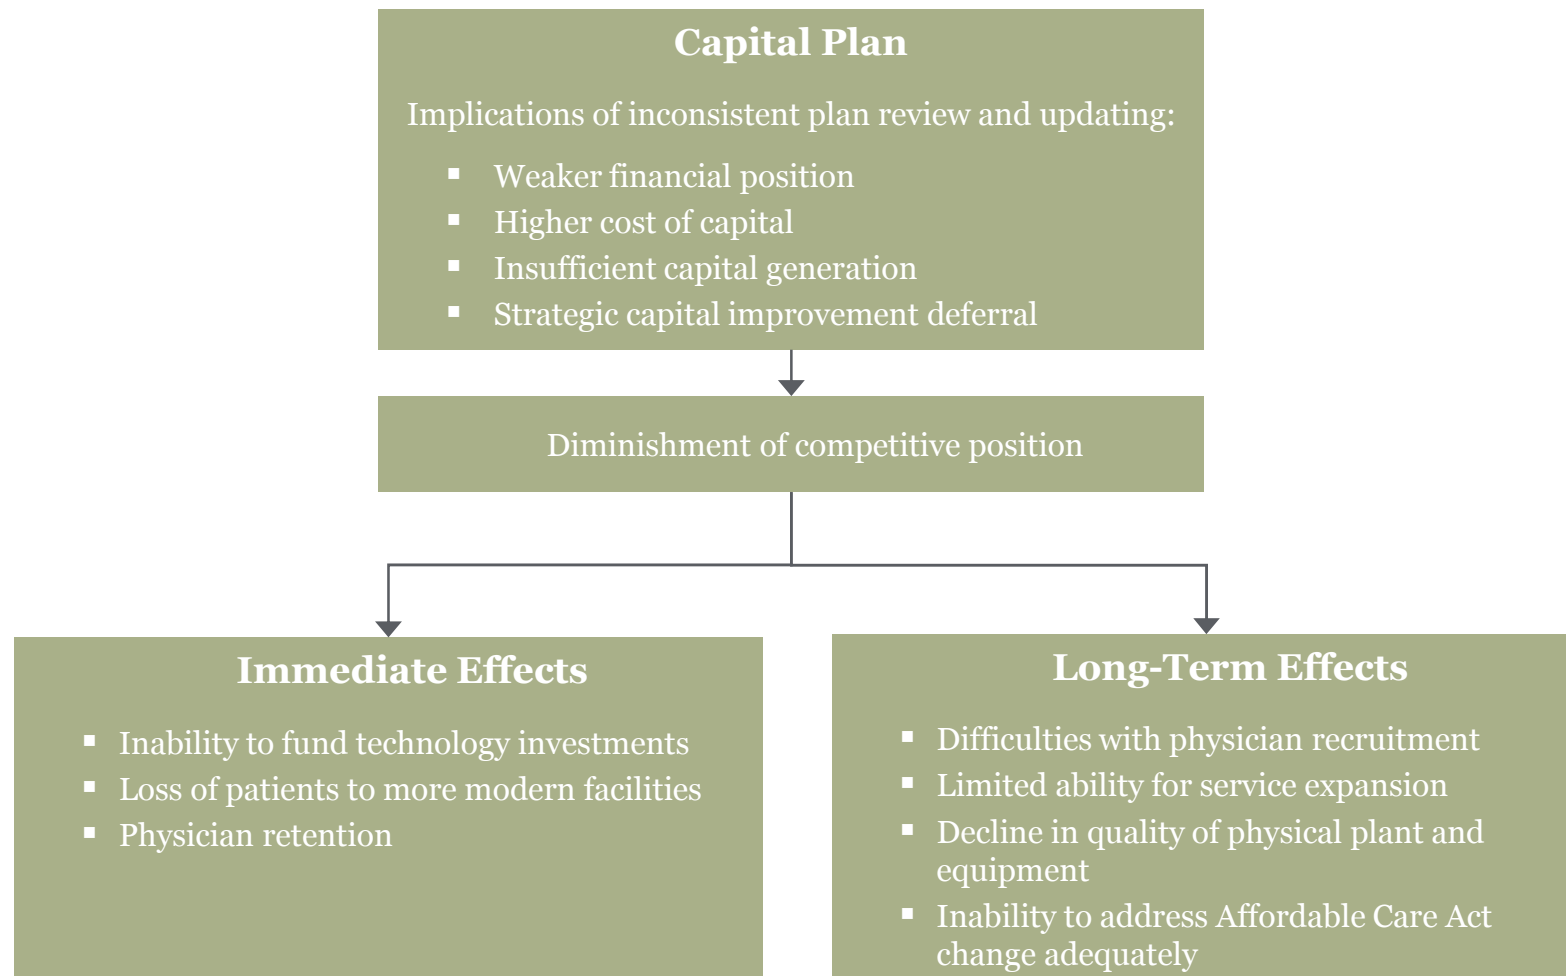 Capital Plan
Implications of inconsistent plan review and updating:
▪ Weaker financial position
▪ Higher cost of capital
▪ Insufficient capital generation
▪ Strategic capital improvement deferral
Diminishment of competitive position
Immediate Effects
▪ Inability to fund technology investments
▪ Loss of patients to more modern facilities
▪ Physician retention
Long-Term Effects
▪ Difficulties with physician recruitment
▪ Limited ability for service expansion
▪ Decline in quality of physical plant and
equipment
▪ Inability to address Affordable Care Act
change adequately